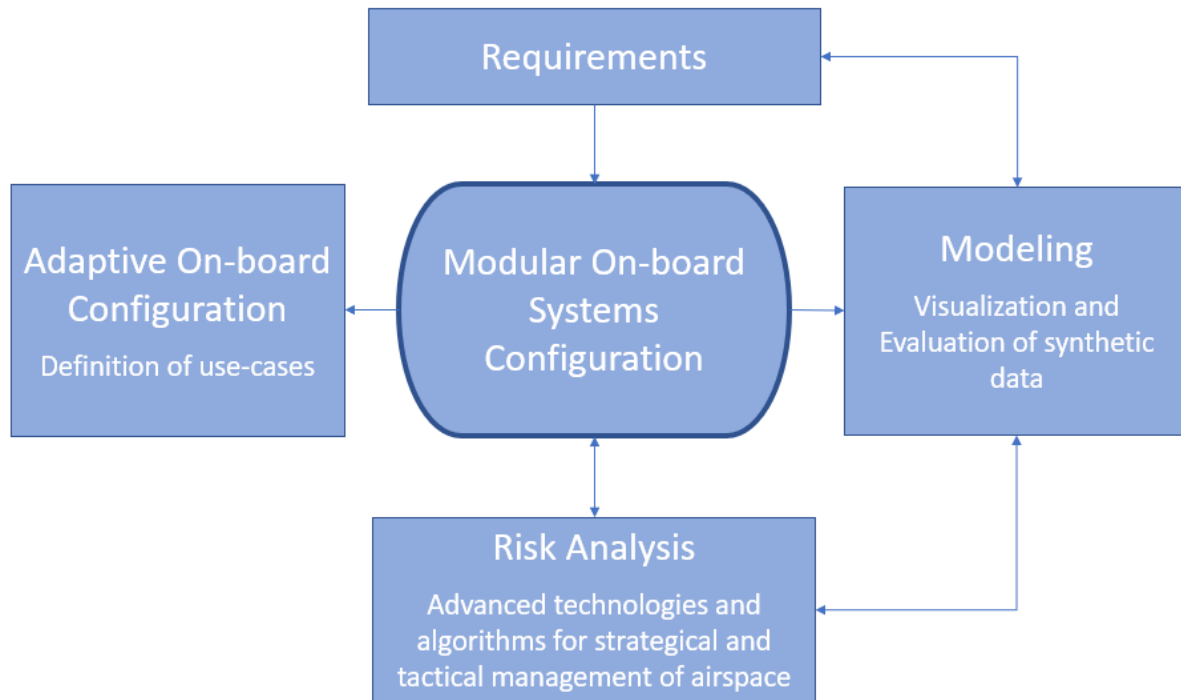 Requirements
Adaptive On-board
Configuration
Definition of use-cases
Modular On-board
Systems
Configuration
Modeling
Visualization and
Evaluation of synthetic
data
Risk Analysis
Advanced technologies and
algorithms for strategical and
tactical management of airspace